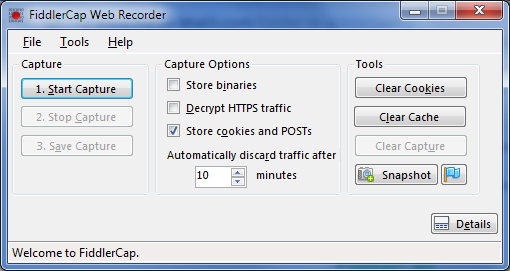 FiddlerCap Web Recorder
File Tools Help
Capture
1. Start Capture
2. Stop Capture
3. Save Capture
Capture Options
Store binaries
Decrypt HTTPS traffic
Store cookies and POSTs
Automatically discard traffic after
10 minutes
Tools
Clear Cookies
Clear Cache
Clear Capture
Snapshot
Details
Welcome to FiddlerCap.